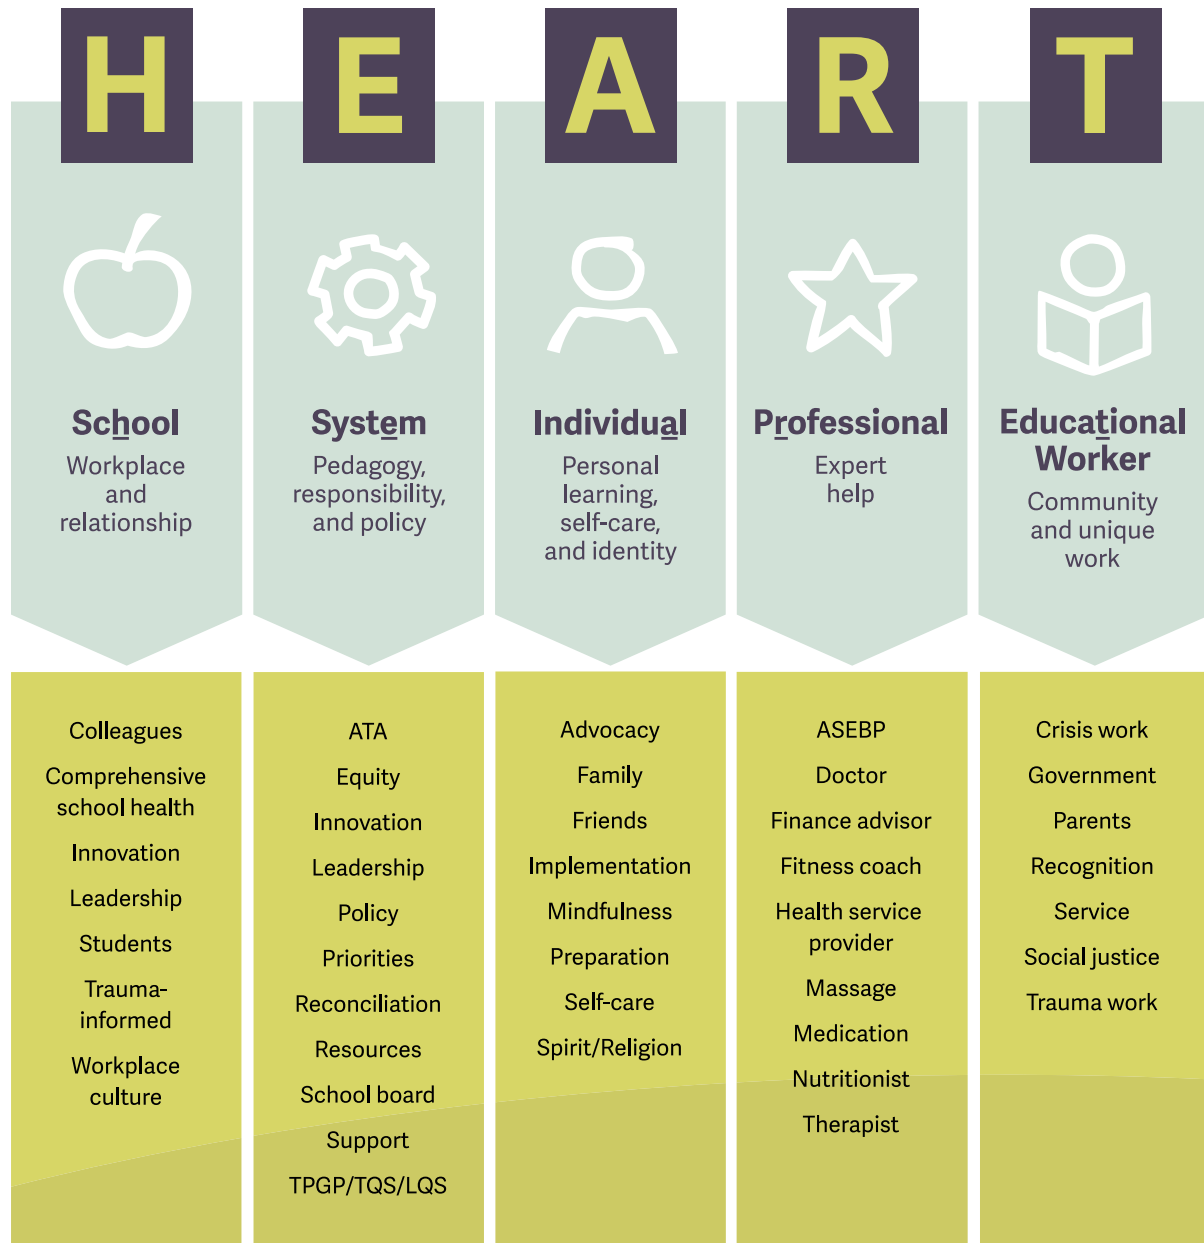 H
School
Workplace
and
relationship
Colleagues
Comprehensive
school health
Innovation
Leadership
Students
Trauma-
informed
Workplace
culture
E
System
Pedagogy,
responsibility,
and policy
ATA
Equity
Innovation
Leadership
Policy
Priorities
Reconciliation
Resources
School board
Support
TPGP/TQS/LQS
A
Individual
Personal
learning,
self-care,
and identity
Advocacy
Family
Friends
Implementation
Mindfulness
Preparation
Self-care
Spirit/Religion
R
Professional
Expert
help
ASEBP
Doctor
Finance advisor
Fitness coach
Health service
provider
Massage
Medication
Nutritionist
Therapist
T
Educational
Worker
Community
and unique
work
Crisis work
Government
Parents
Recognition
Service
Social justice
Trauma work